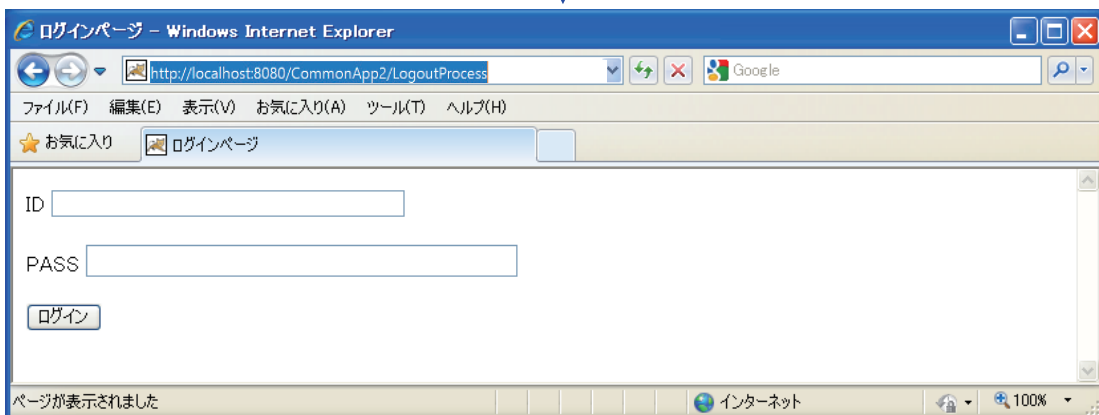 ログインページ - Windows Internet Explorer
http://localhost:8080/CommonApp2/LogoutProcess
Google
ファイル(F) 編集(E) 表示(V) お気に入り(A) ツール(T) ヘルプ(H)
お気に入り ログインページ
ID
PASS
ログイン
ページが表示されました インターネット 100%